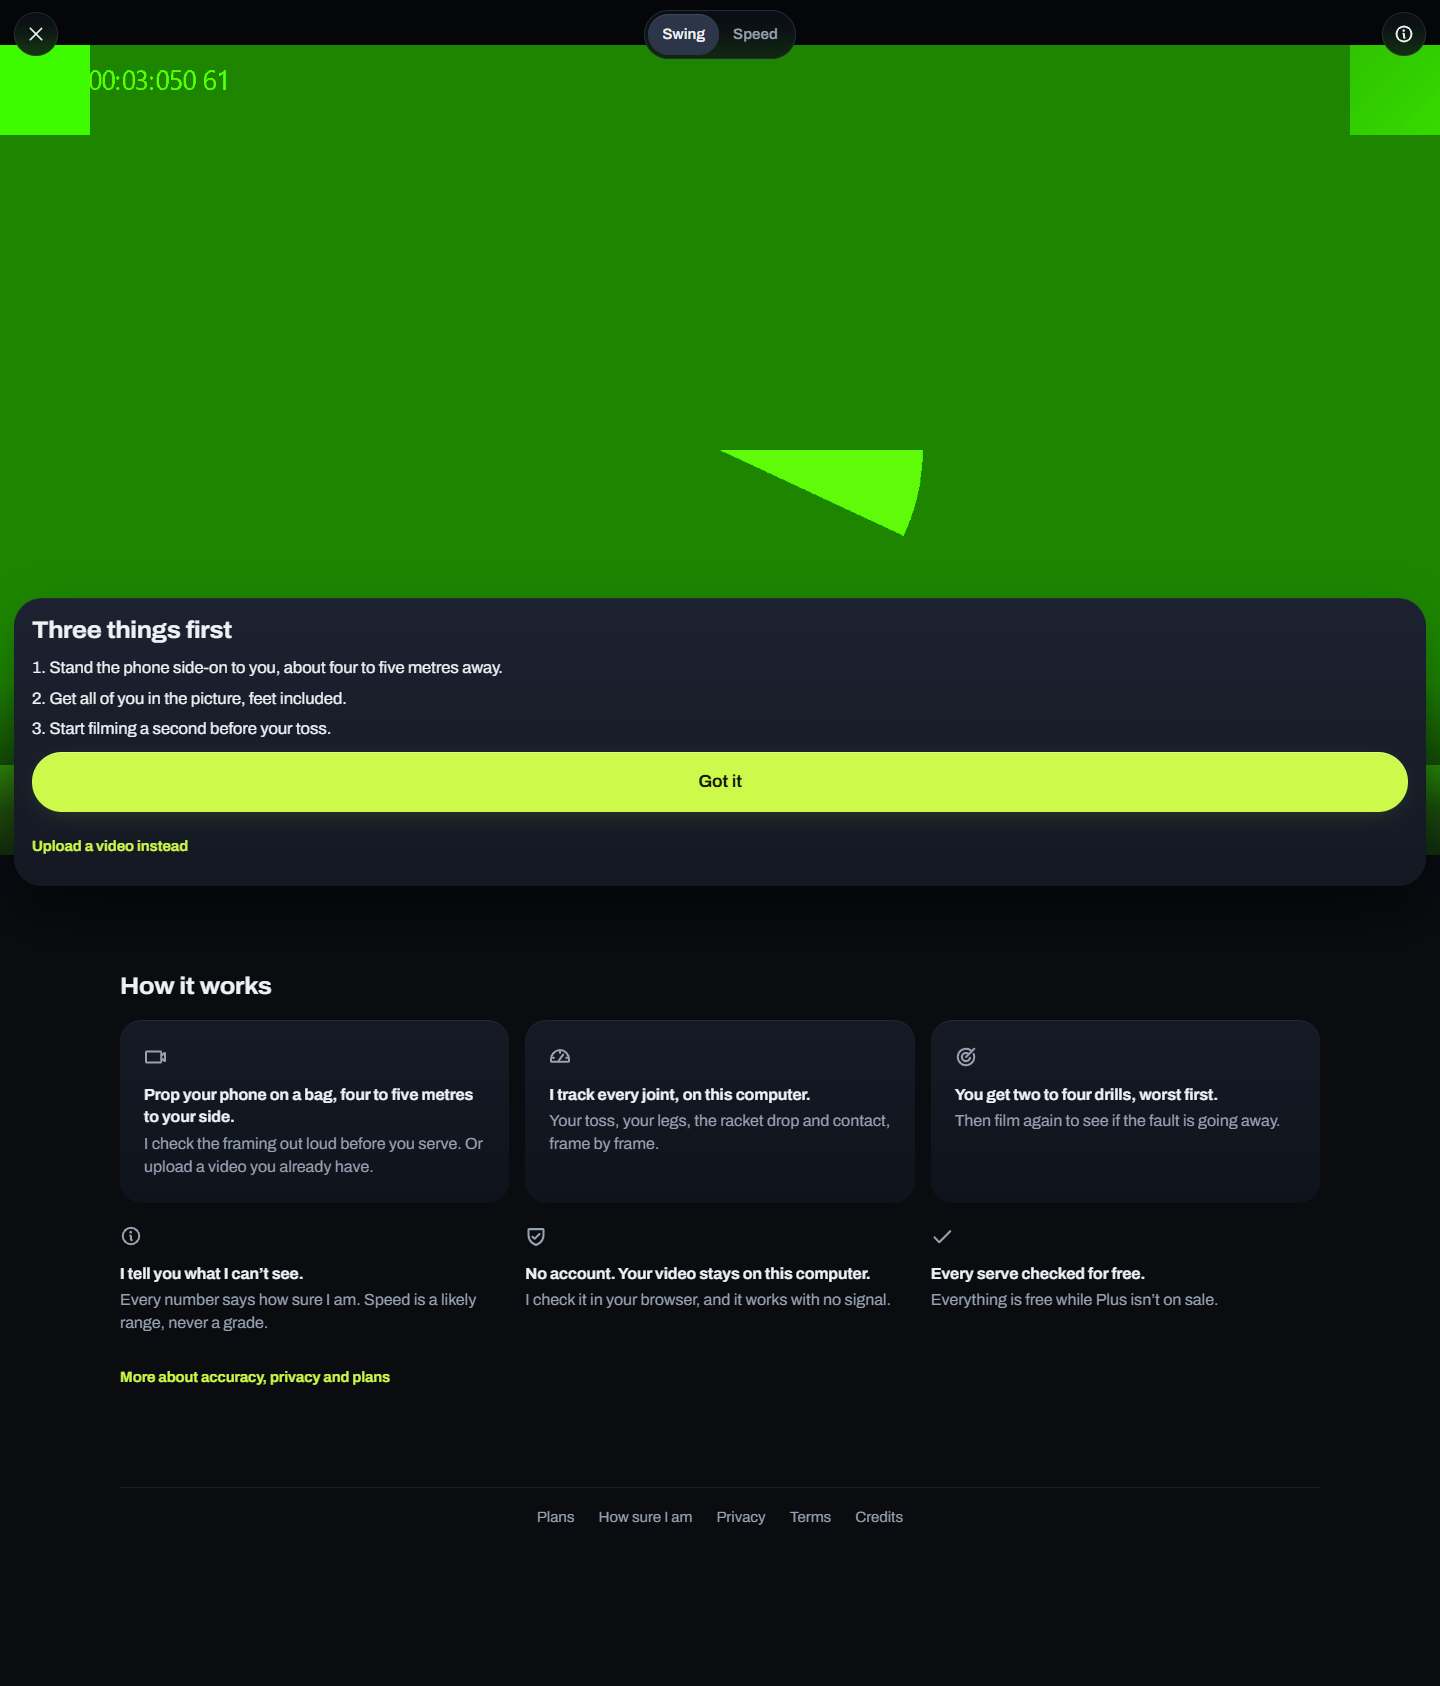 Swing
Speed
00:03:050 61
Three things first
1. Stand the phone side-on to you, about four to five metres away.
2. Get all of you in the picture, feet included.
3. Start filming a second before your toss.
Got it
Upload a video instead
How it works
Prop your phone on a bag, four to five metres
to your side.
I check the framing out loud before you serve. Or
upload a video you already have.
I track every joint, on this computer.
Your toss, your legs, the racket drop and contact,
frame by frame.
You get two to four drills, worst first.
Then film again to see if the fault is going away.
I tell you what I can’t see.
Every number says how sure I am. Speed is a likely
range, never a grade.
No account. Your video stays on this computer.
I check it in your browser, and it works with no signal.
Every serve checked for free.
Everything is free while Plus isn’t on sale.
More about accuracy, privacy and plans
Plans
How sure I am
Privacy
Terms
Credits